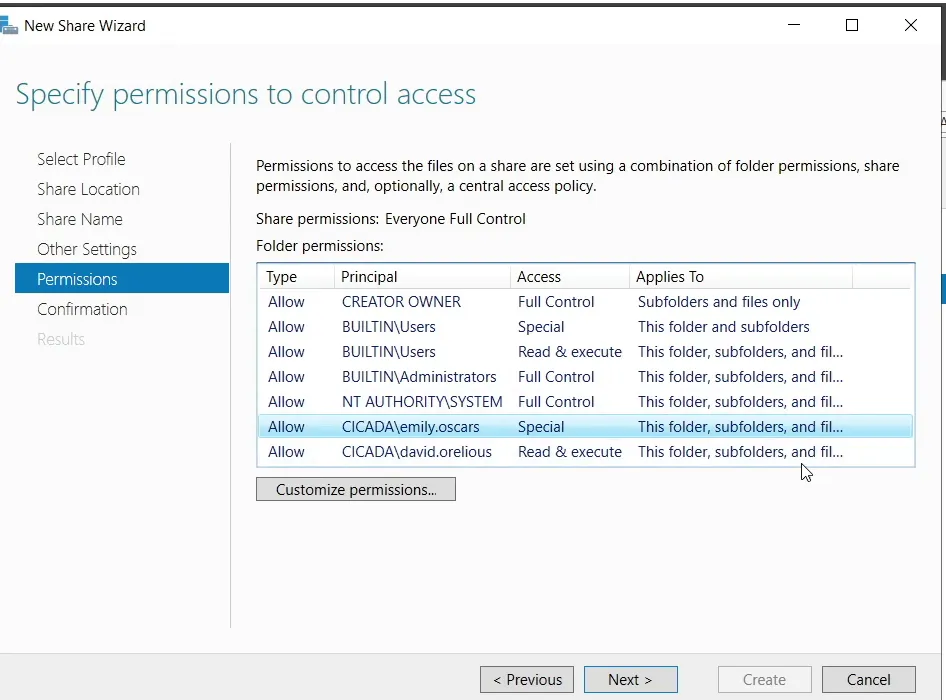 New Share Wizard
Specify permissions to control access
Select Profile
Share Location
Share Name
Other Settings
Permissions
Confirmation
Results
Permissions to access the files on a share are set using a combination of folder permissions, share
permissions, and, optionally, a central access policy.
Share permissions: Everyone Full Control
Folder permissions:
Type Principal Access Applies To
Allow CREATOR OWNER Full Control Subfolders and files only
Allow BUILTIN\Users Special This folder and subfolders
Allow BUILTIN\Users Read & execute This folder, subfolders, and fil...
Allow BUILTIN\Administrators Full Control This folder, subfolders, and fil...
Allow NT AUTHORITY\SYSTEM Full Control This folder, subfolders, and fil...
Allow CICADA\emily.oscars Special This folder, subfolders, and fil...
Allow CICADA\david.orelious Read & execute This folder, subfolders, and fil...
Customize permissions...
< Previous Next > Create Cancel